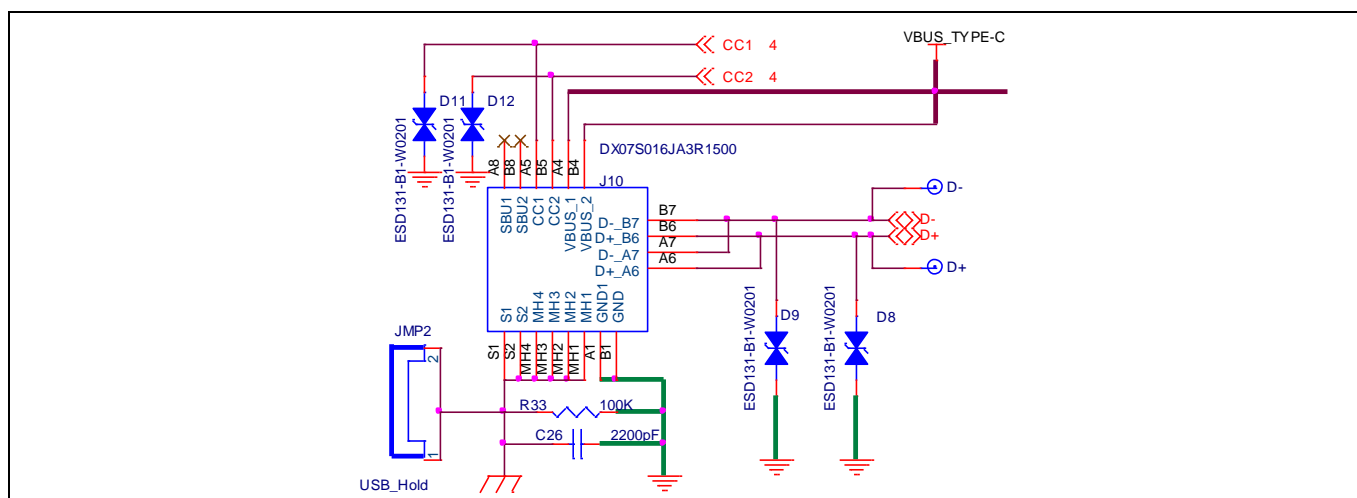 VBUS_TYPE-C
CC1 4
CC2 4
D11 D12
ESD131-B1-W0201
ESD131-B1-W0201
DX07S016JA3R1500
J10
A8 B8 A5 B5 A4 B4
SBU1 SBU2 CC1 CC2 VBUS_1 VBUS_2
D-_B7 B7
D+_B6 B6
D-_A7 A7
D+_A6 A6
D-
D-
D+
D+
S1 S2 MH4 MH3 MH2 MH1 GND1 GND
S1 S2 MH4 MH3 MH2 MH1 A1 B1
D9
D8
ESD131-B1-W0201
ESD131-B1-W0201
JMP2
2
1
R33 100K
C26 2200pF
USB_Hold